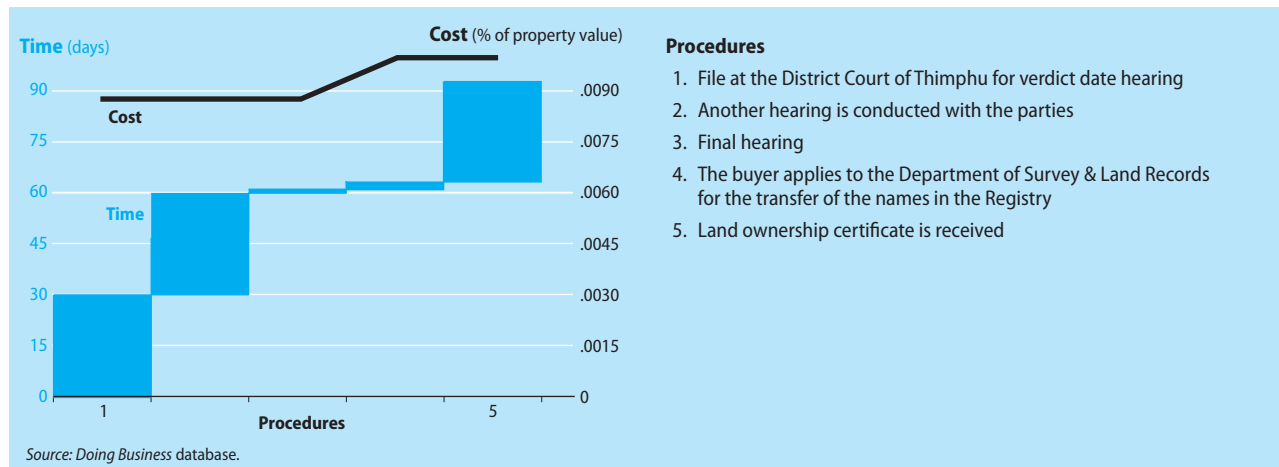 Time (days)
Cost (% of property value)
90
75
60
45
30
15
0
Cost
Time
.0090
.0075
.0060
.0045
.0030
.0015
0
1
5
Procedures
Source: Doing Business database.
Procedures
1. File at the District Court of Thimphu for verdict date hearing
2. Another hearing is conducted with the parties
3. Final hearing
4. The buyer applies to the Department of Survey & Land Records
for the transfer of the names in the Registry
5. Land ownership certificate is received